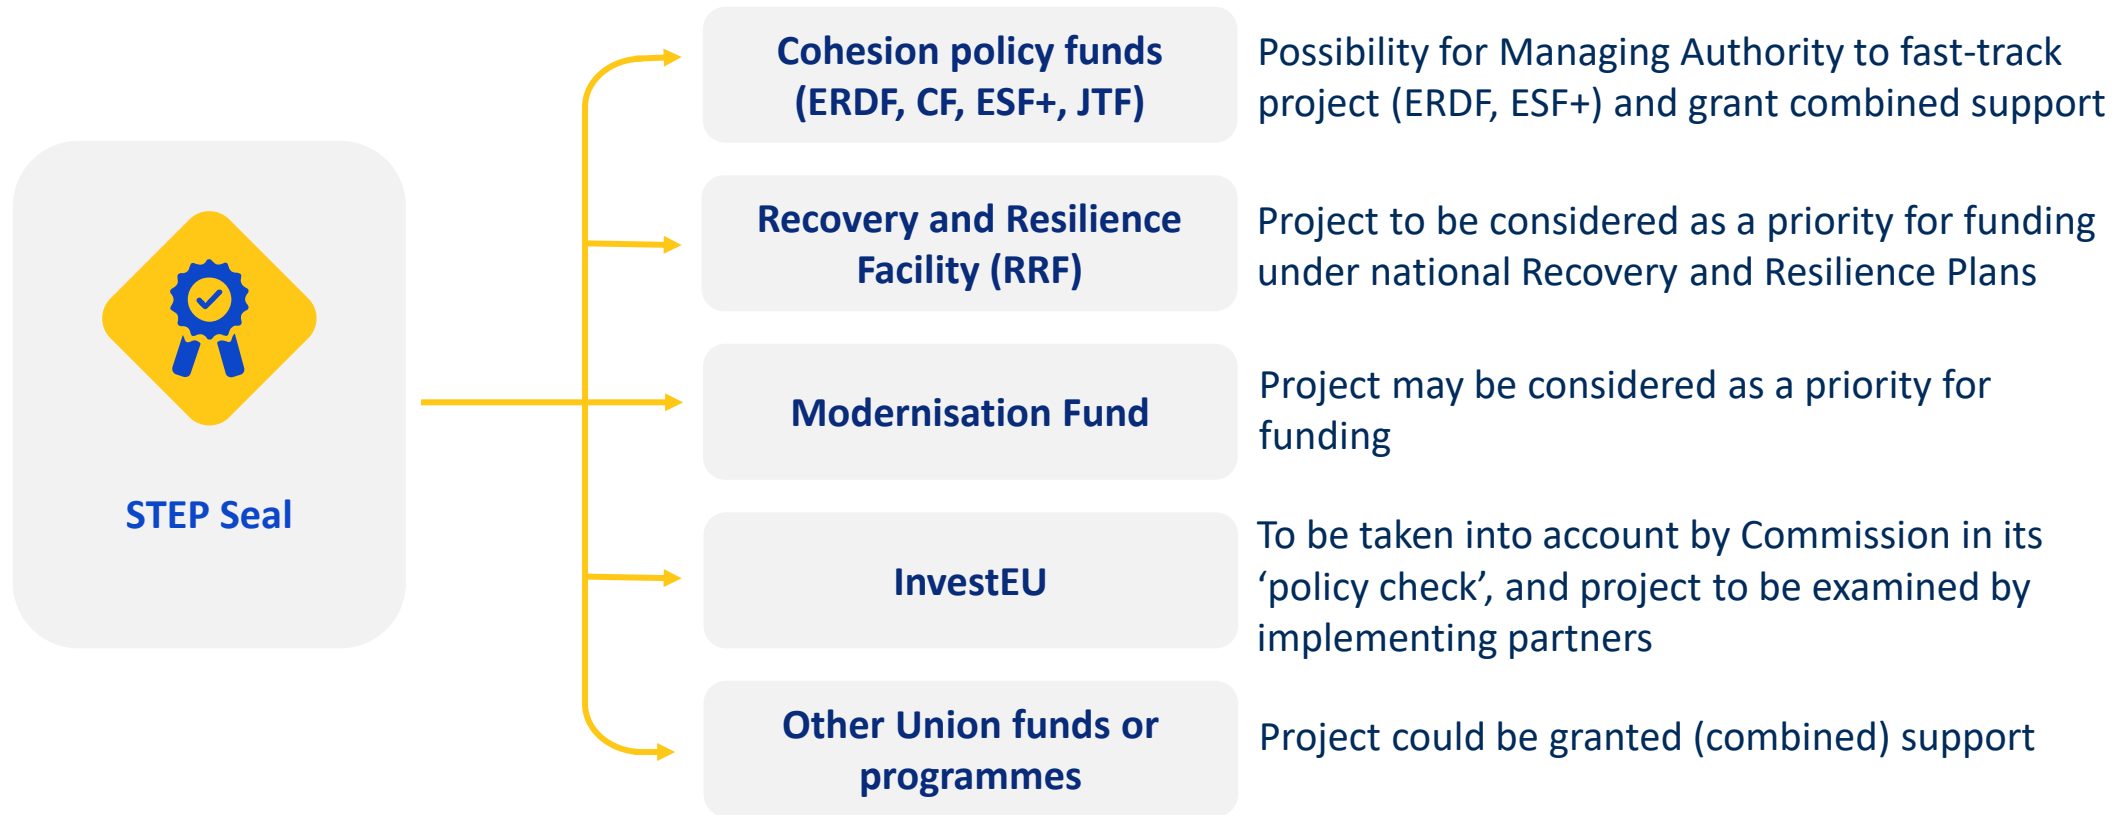 STEP Seal
Cohesion policy funds
(ERDF, CF, ESF+, JTF)
Possibility for Managing Authority to fast-track
project (ERDF, ESF+) and grant combined support
Recovery and Resilience
Facility (RRF)
Project to be considered as a priority for funding
under national Recovery and Resilience Plans
Modernisation Fund
Project may be considered as a priority for
funding
InvestEU
To be taken into account by Commission in its
‘policy check’, and project to be examined by
implementing partners
Other Union funds or
programmes
Project could be granted (combined) support